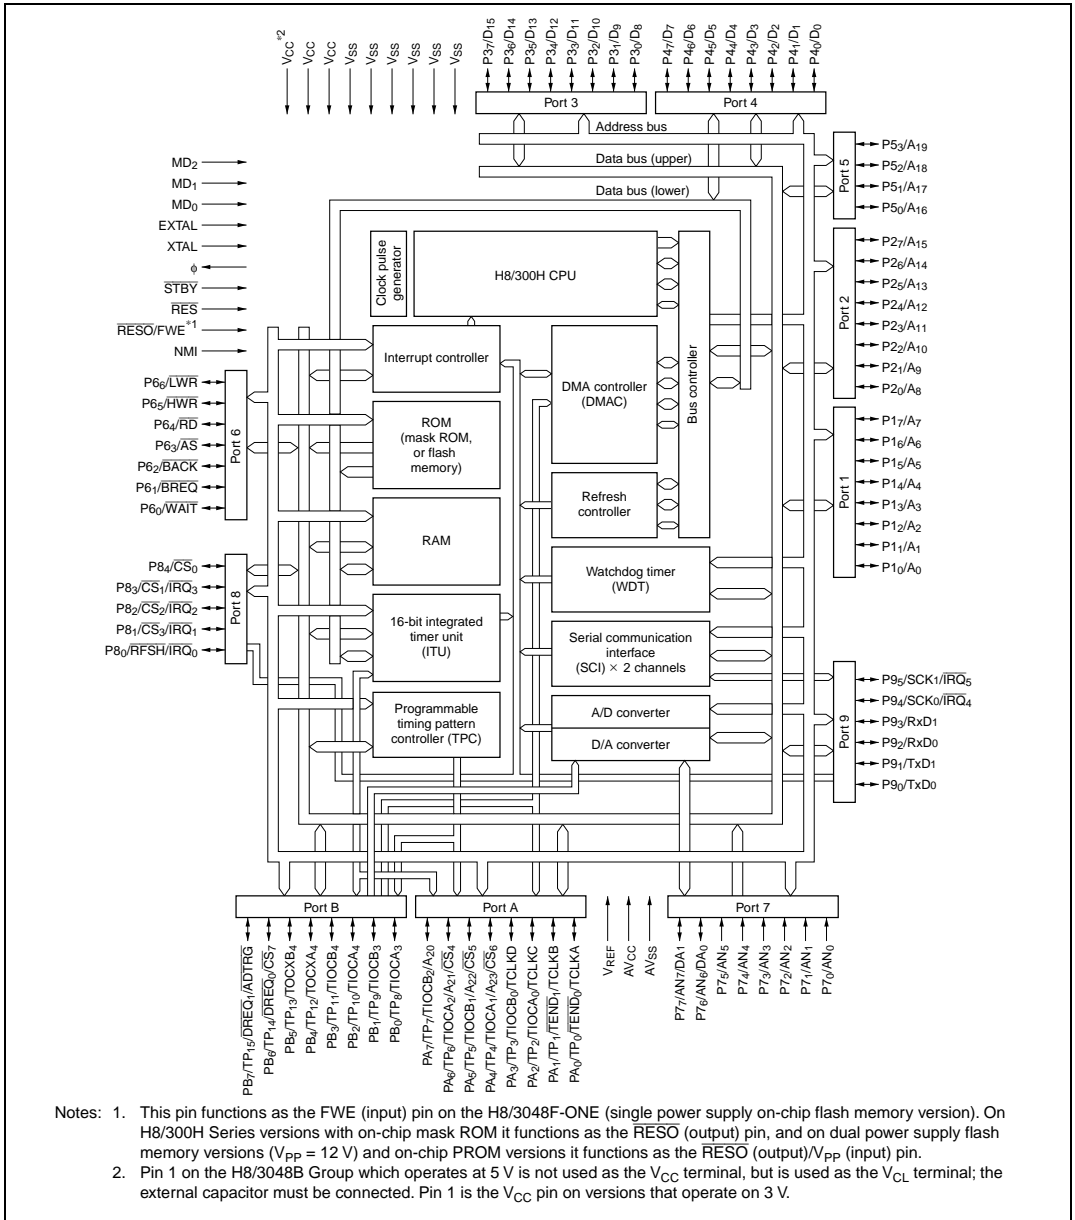 VCC*2
VCC
VCC
VSS
VSS
VSS
VSS
VSS
VSS
P37/D15
P36/D14
P35/D13
P34/D12
P33/D11
P32/D10
P31/D9
P30/D8
P47/D7
P46/D6
P45/D5
P44/D4
P43/D3
P42/D2
P41/D1
P40/D0
Port 3
Port 4
Address bus
Data bus (upper)
Data bus (lower)
MD2
MD1
MD0
EXTAL
XTAL
ϕ
STBY
RES
RESO/FWE*1
NMI
Port 5
P53/A19
P52/A18
P51/A17
P50/A16
Port 2
P27/A15
P26/A14
P25/A13
P24/A12
P23/A11
P22/A10
P21/A9
P20/A8
Port 1
P17/A7
P16/A6
P15/A5
P14/A4
P13/A3
P12/A2
P11/A1
P10/A0
Clock pulse
generator
H8/300H CPU
Bus controller
Interrupt controller
DMA controller
(DMAC)
ROM
(mask ROM,
or flash
memory)
Refresh
controller
RAM
Watchdog timer
(WDT)
16-bit integrated
timer unit
(ITU)
Serial communication
interface
(SCI) × 2 channels
Programmable
timing pattern
controller (TPC)
A/D converter
D/A converter
P66/LWR
P65/HWR
P64/RD
P63/AS
P62/BACK
P61/BREQ
P60/WAIT
Port 6
P84/CS0
P83/CS1/IRQ3
P82/CS2/IRQ2
P81/CS3/IRQ1
P80/RFSH/IRQ0
Port 8
Port 9
P95/SCK1/IRQ5
P94/SCK0/IRQ4
P93/RxD1
P92/RxD0
P91/TxD1
P90/TxD0
Port B
Port A
Port 7
PB7/TP15/DREQ1/ADTRG
PB6/TP14/DREQ0/CS7
PB5/TP13/TOCXB4
PB4/TP12/TOCXA4
PB3/TP11/TIOCB4
PB2/TP10/TIOCA4
PB1/TP9/TIOCB3
PB0/TP8/TIOCA3
PA7/TP7/TIOCB2/A20
PA6/TP6/TIOCA2/A21/CS4
PA5/TP5/TIOCB1/A22/CS5
PA4/TP4/TIOCA1/A23/CS6
PA3/TP3/TIOCB0/TCLKD
PA2/TP2/TIOCA0/TCLKC
PA1/TP1/TEND1/TCLKB
PA0/TP0/TEND0/TCLKA
VREF
AVCC
AVSS
P77/AN7/DA1
P76/AN6/DA0
P75/AN5
P74/AN4
P73/AN3
P72/AN2
P71/AN1
P70/AN0
Notes: 1. This pin functions as the FWE (input) pin on the H8/3048F-ONE (single power supply on-chip flash memory version). On
H8/300H Series versions with on-chip mask ROM it functions as the RESO (output) pin, and on dual power supply flash
memory versions (VPP = 12 V) and on-chip PROM versions it functions as the RESO (output)/VPP (input) pin.
2. Pin 1 on the H8/3048B Group which operates at 5 V is not used as the VCC terminal, but is used as the VCL terminal; the
external capacitor must be connected. Pin 1 is the VCC pin on versions that operate on 3 V.